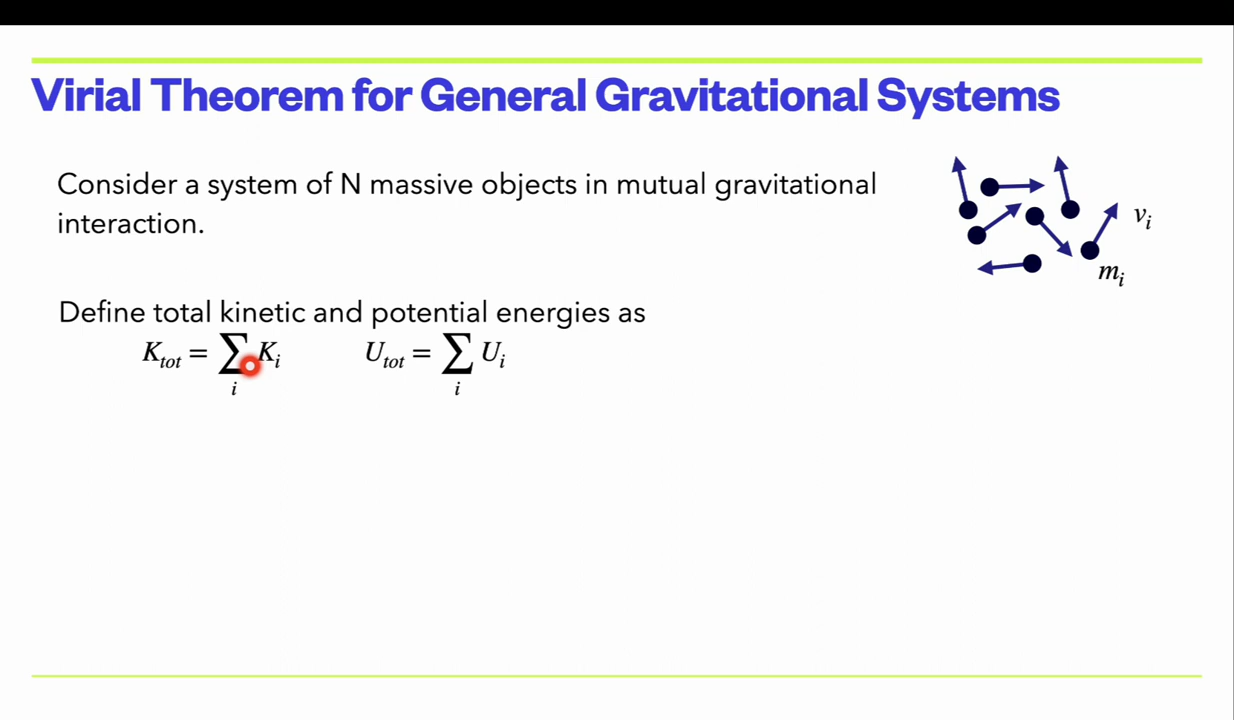 Virial Theorem for General Gravitational Systems
Consider a system of N massive objects in mutual gravitational
interaction.
v_i
m_i
Define total kinetic and potential energies as
K_tot = ∑_i K_i U_tot = ∑_i U_i